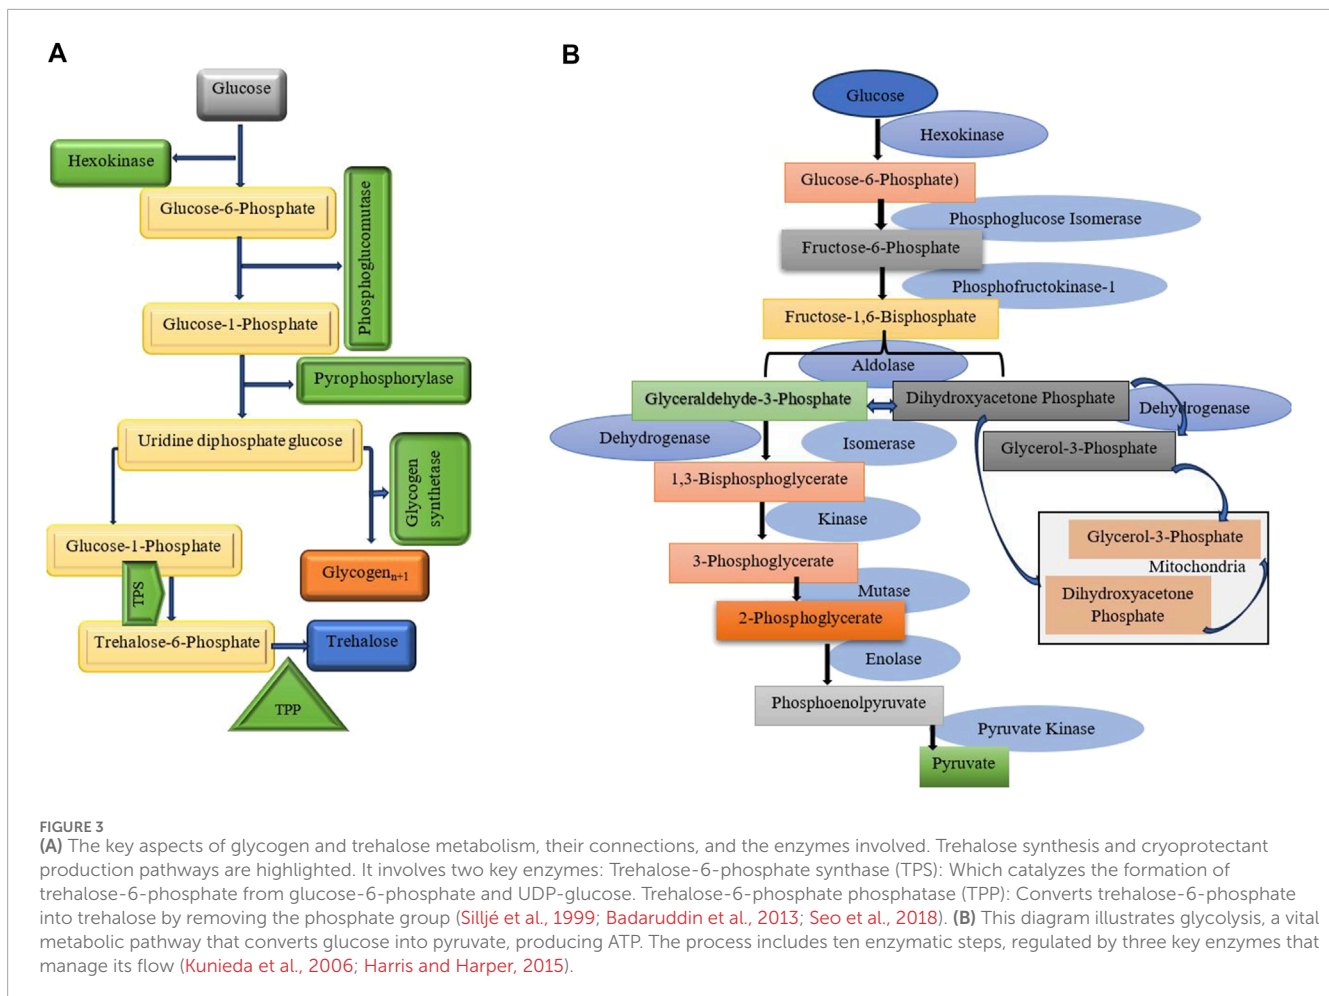 A
Glucose
Hexokinase
Glucose-6-Phosphate
Phosphoglucomutase
Glucose-1-Phosphate
Pyrophosphorylase
Uridine diphosphate glucose
Glycogen
synthetase
Glucose-1-Phosphate
TPS
Glycogenn+1
Trehalose-6-Phosphate
Trehalose
TPP
B
Glucose
Hexokinase
Glucose-6-Phosphate)
Phosphoglucose Isomerase
Fructose-6-Phosphate
Phosphofructokinase-1
Fructose-1,6-Bisphosphate
Aldolase
Glyceraldehyde-3-Phosphate
Dihydroxyacetone Phosphate
Dehydrogenase
Dehydrogenase
Isomerase
Glycerol-3-Phosphate
1,3-Bisphosphoglycerate
Kinase
Glycerol-3-Phosphate
Mitochondria
3-Phosphoglycerate
Mutase
Dihydroxyacetone
Phosphate
2-Phosphoglycerate
Enolase
Phosphoenolpyruvate
Pyruvate Kinase
Pyruvate
FIGURE 3
(A) The key aspects of glycogen and trehalose metabolism, their connections, and the enzymes involved. Trehalose synthesis and cryoprotectant
production pathways are highlighted. It involves two key enzymes: Trehalose-6-phosphate synthase (TPS): Which catalyzes the formation of
trehalose-6-phosphate from glucose-6-phosphate and UDP-glucose. Trehalose-6-phosphate phosphatase (TPP): Converts trehalose-6-phosphate
into trehalose by removing the phosphate group (Silljé et al., 1999; Badaruddin et al., 2013; Seo et al., 2018). (B) This diagram illustrates glycolysis, a vital
metabolic pathway that converts glucose into pyruvate, producing ATP. The process includes ten enzymatic steps, regulated by three key enzymes that
manage its flow (Kunieda et al., 2006; Harris and Harper, 2015).